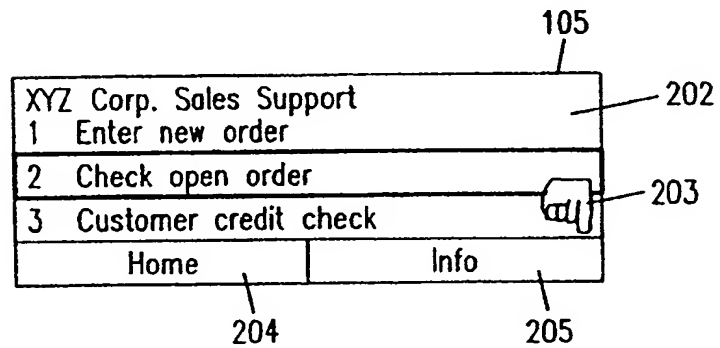 105
XYZ Corp. Sales Support
202
1 Enter new order
2 Check open order
203
3 Customer credit check
Home Info
204 205